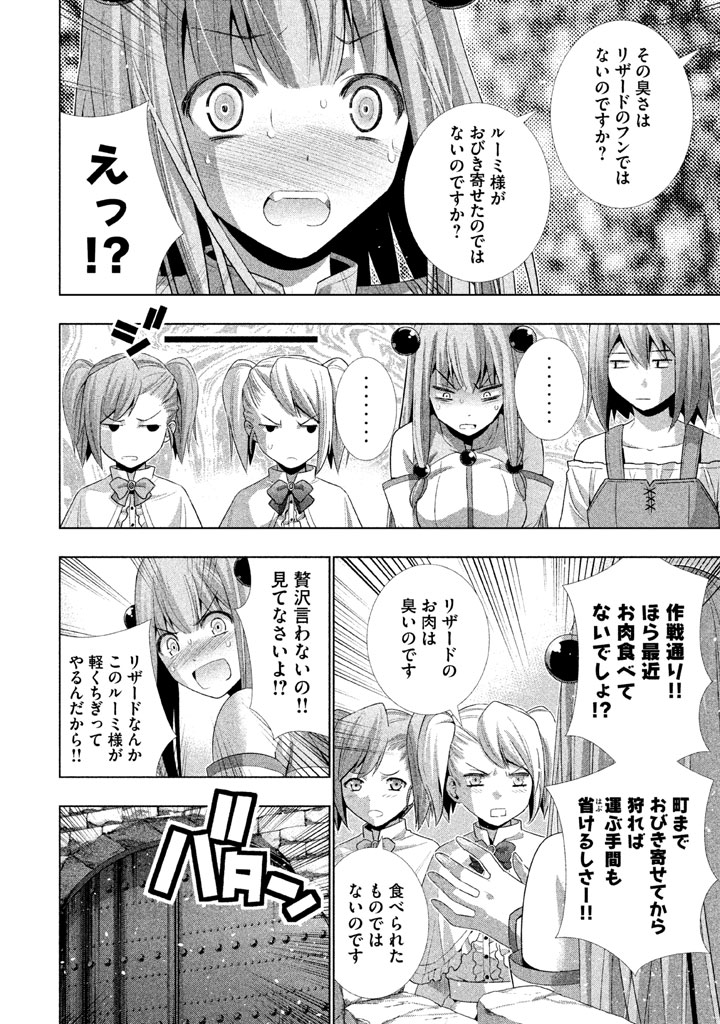 その臭さは
リザードのフンでは
ないのですか?
ルーミ様が
おびき寄せたのでは
ないのですか?
えっ!?
・・・・・・・
・・・・・・・
ジー
作戦通り!!
ほら最近
お肉食べて
ないでしょ!?
町まで
おびき寄せてから
狩れば
運ぶ手間も
省けるしさー!!
はぶ
リザードの
お肉は
臭いのです
食べられた
ものでは
ないのです
贅沢言わないの!!
見てなさいよ!?
リザードなんか
このルーミ様が
軽くちぎって
やるんだから!!
バターン